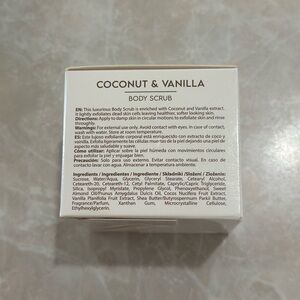 COCONUT & VANILLA
BODY SCRUB
EN: This luxurious Body Scrub is enriched with Coconut and Vanilla extract.
It lightly exfoliates dead skin cells leaving healthier, softer looking skin.
Directions: Apply to damp skin in circular motions to exfoliate skin and rinse
thoroughly.
Warnings: For external use only. Avoid contact with eyes. In case of contact,
wash with water. Store at room temperature.
ES: Este lujoso exfoliante corporal está enriquecido con extracto de coco y
vainilla. Exfolia ligeramente las células muertas de la piel dejando una piel de
aspecto más saludable y suave.
Cómo utilizar: Aplicar sobre la piel húmeda con movimientos circulares
para exfoliar la piel y enjuagar bien.
Precaución: Solo para uso externo. Evitar contacto visual. En caso de
contacto lavar con agua. Almacenar a temperatura ambiente.
Ingredients / Ingredientes / Ingredienti / Składniki / Složení / Zloženie:
Sucrose, Water/Aqua, Glycerin, Glyceryl Stearate, Cetearyl Alcohol,
Ceteareth-20, Ceteareth-12, Cetyl Palmitate, Caprylic/Capric Triglyceride,
Silica, Isopropyl Myristate, Propylene Glycol, Phenoxyethanol, Sweet
Almond Oil/Prunus Amygdalus Dulcis Oil, Cocos Nucifera Fruit Extract,
Vanilla Planifolia Fruit Extract, Shea Butter/Butyrospermum Parkii Butter,
Fragrance/Parfum, Xanthan Gum, Microcrystalline Cellulose,
Ethylhexylglycerin.